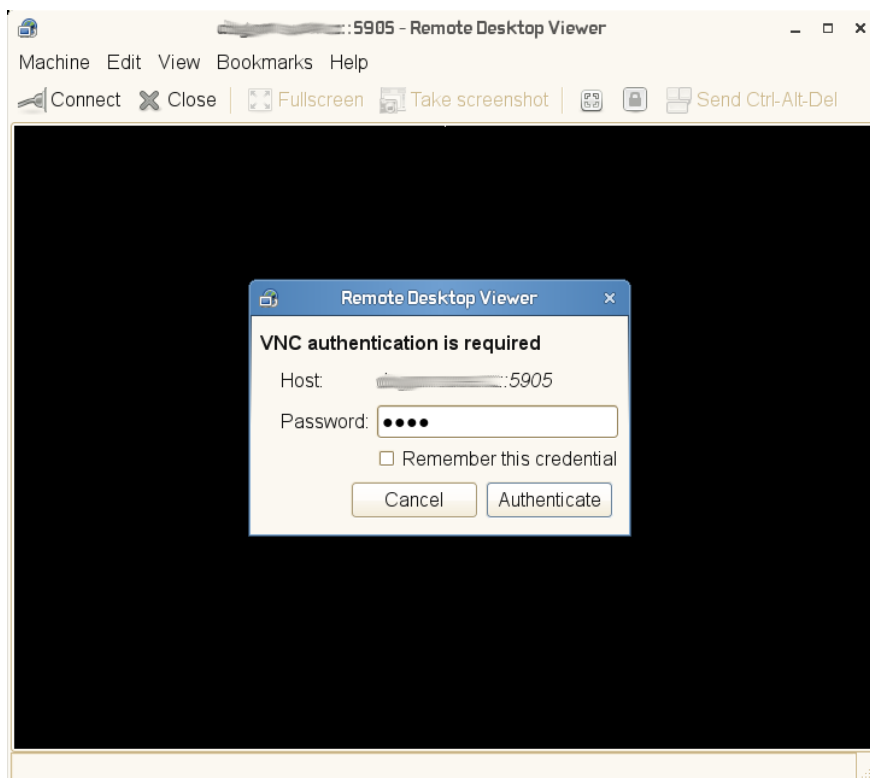 ::5905 - Remote Desktop Viewer
Machine Edit View Bookmarks Help
Connect Close Fullscreen Take screenshot Send Ctrl-Alt-Del
Remote Desktop Viewer
VNC authentication is required
Host: ::5905
Password: ●●●●
Remember this credential
Cancel Authenticate